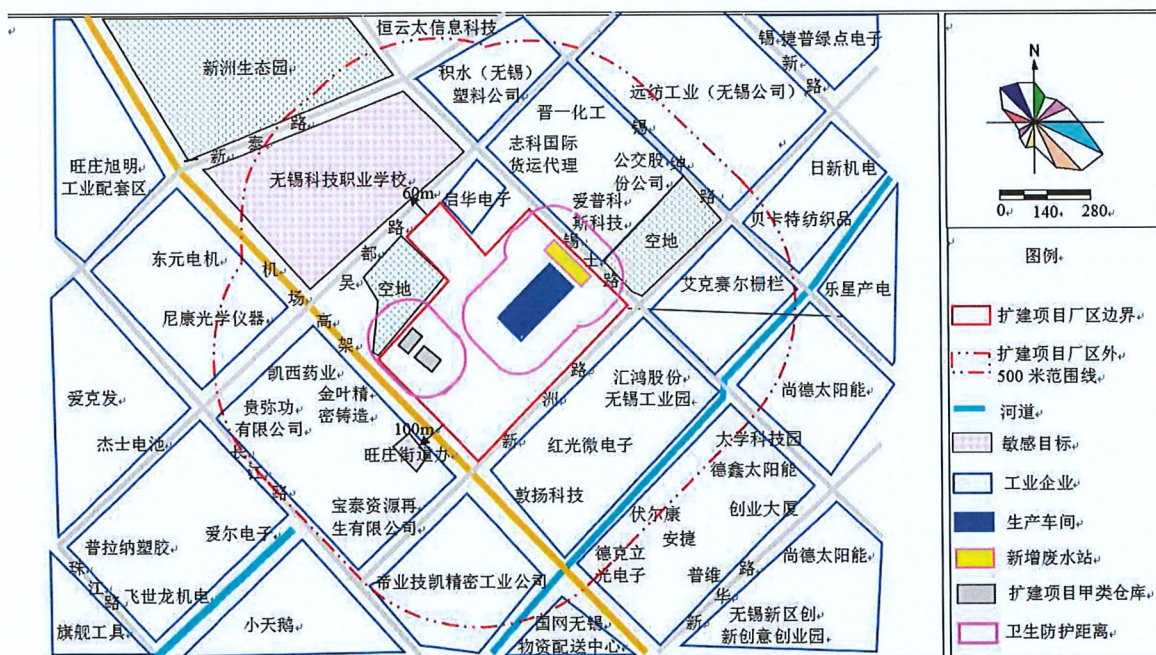 恒云太信息科技
锡 捷普绿点电子
新
路
N
新洲生态园
积水（无锡）
塑料公司
远纺工业（无锡公司）
晋一化工
志科国际
货运代理
锡
坤
路
公交股
份公司
日新机电
新
泰
路
旺庄旭明
工业配套区
无锡科技职业学校
60m
启华电子
爱普科
斯科技
贝卡特纺织品
0 140 280
图例
锡
士
路
空地
吴
都
路
空地
东元电机
艾克赛尔栅栏
乐星产电
尼康光学仪器
机
场
高
架
扩建项目厂区边界
扩建项目厂区外
500 米范围线
凯西药业
金叶精
密铸造
汇鸿股份
无锡工业园
尚德太阳能
爱克发
贵弥功
有限公司
新
洲
路
河道
杰士电池
100m
旺庄街道办
红光微电子
太学科技园
德鑫太阳能
敏感目标
长
江
路
工业企业
宝泰资源再
生有限公司
敦扬科技
伏尔康
安捷
创业大厦
生产车间
普拉纳塑胶
爱尔电子
德克立
光电子
普维
尚德太阳能
新增废水站
珠
江
路
飞世龙机电
帝业技凯精密工业公司
新
华
路
扩建项目甲类仓库
旗舰工具
小天鹅
国网无锡
物资配送中心
无锡新区创
新创意创业园
卫生防护距离